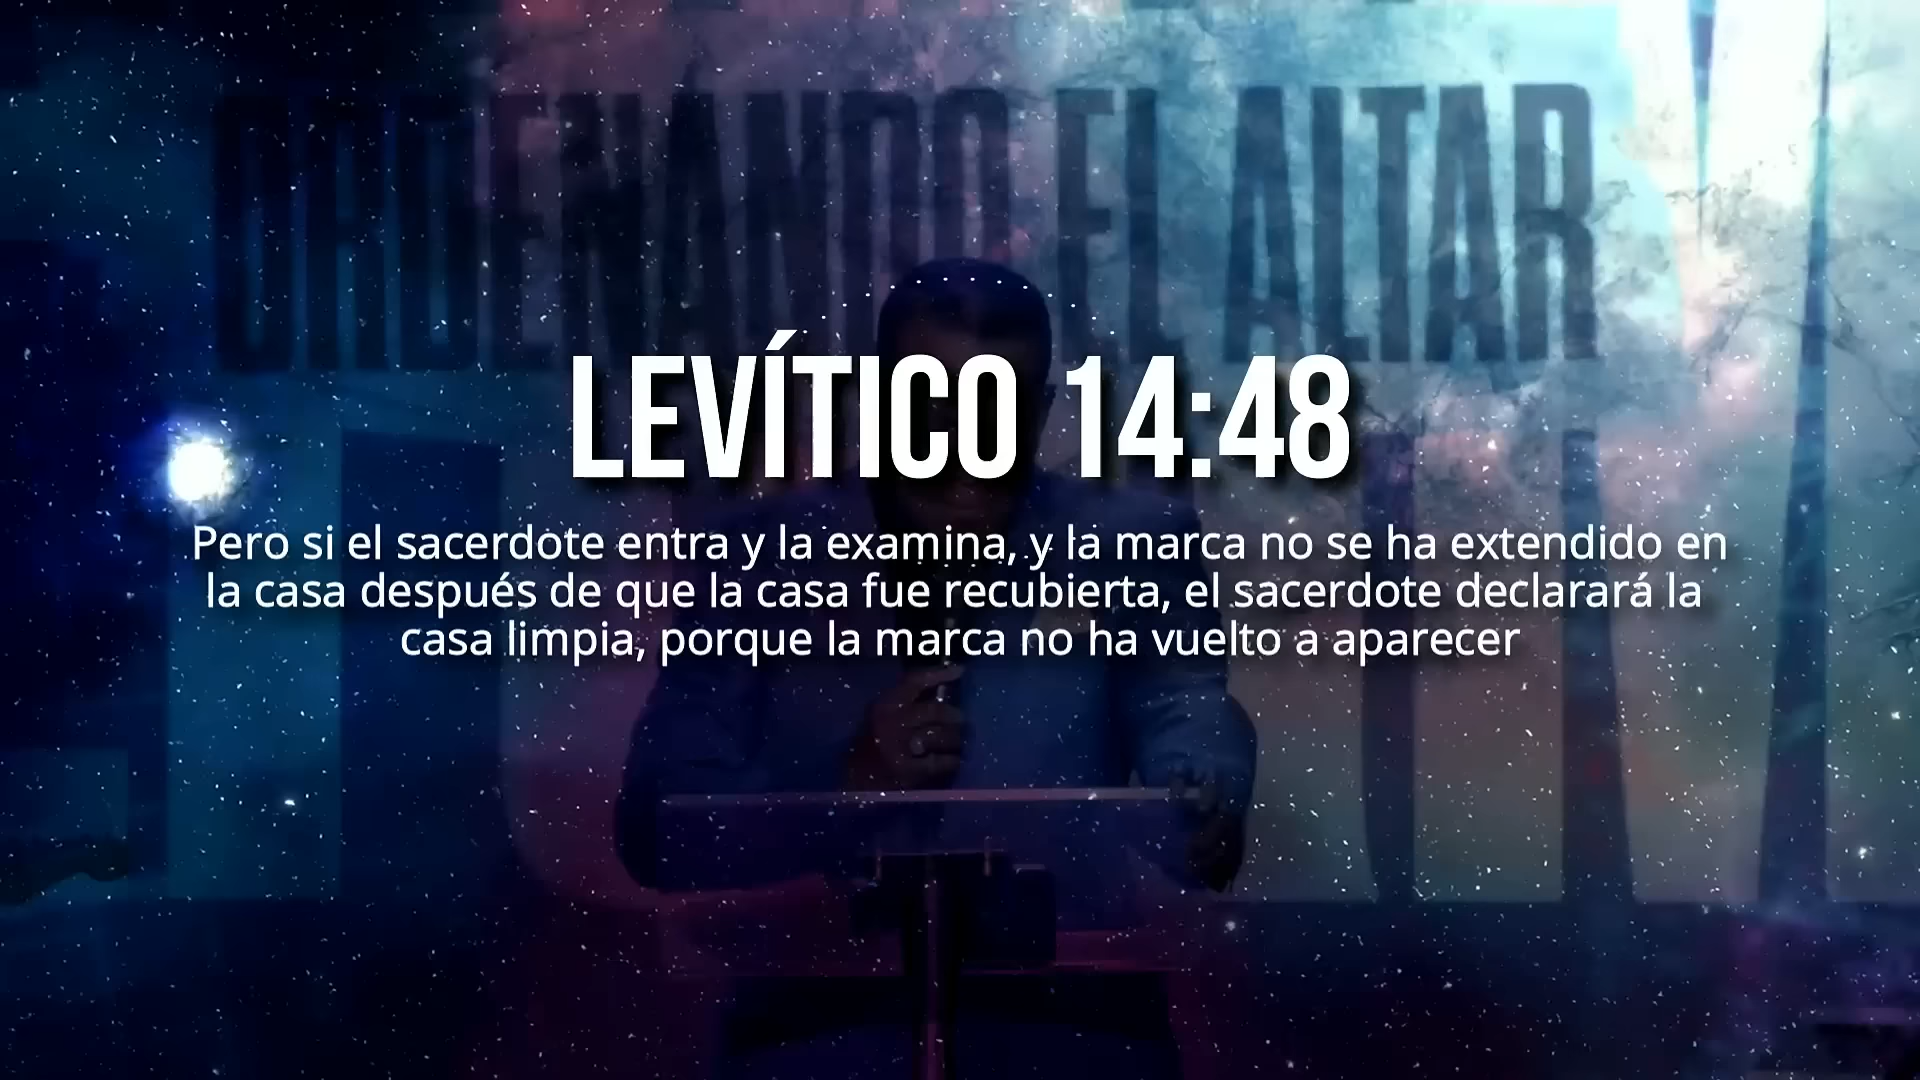 ORDENANDO EL ALTAR
LEVÍTICO 14:48
Pero si el sacerdote entra y la examina, y la marca no se ha extendido en
la casa después de que la casa fue recubierta, el sacerdote declarará la
casa limpia, porque la marca no ha vuelto a aparecer